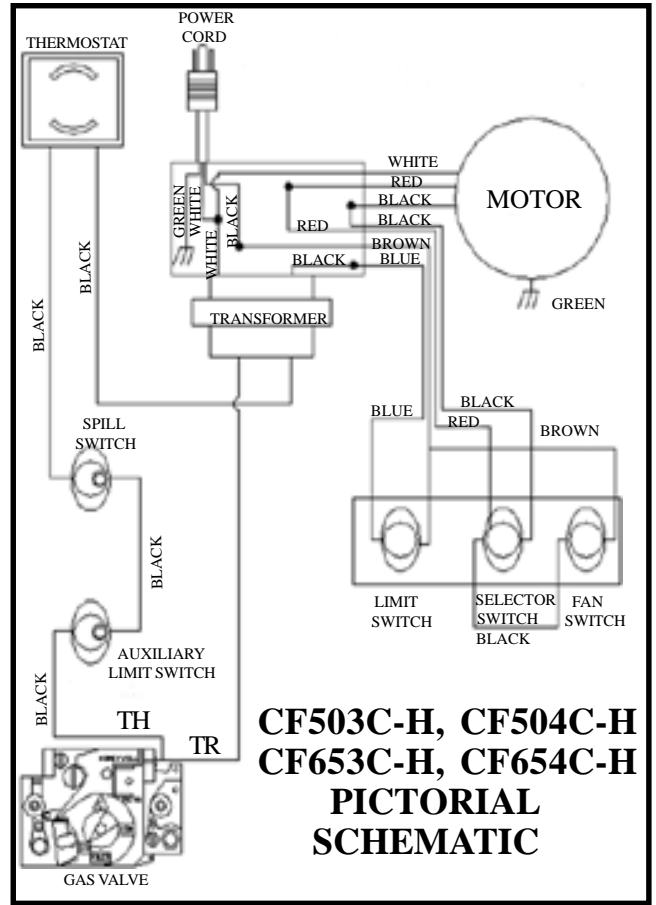 POWER
CORD
THERMOSTAT
WHITE
RED
BLACK
BLACK
MOTOR
GREEN
WHITE
BLACK
RED
BROWN
WHITE
BLACK
BLUE
GREEN
TRANSFORMER
BLACK
BLACK
BLACK
BLUE
RED
BROWN
SPILL
SWITCH
BLACK
LIMIT
SWITCH
SELECTOR
SWITCH
FAN
SWITCH
BLACK
AUXILIARY
LIMIT SWITCH
BLACK
TH
TR
CF503C-H, CF504C-H
CF653C-H, CF654C-H
PICTORIAL
SCHEMATIC
GAS VALVE